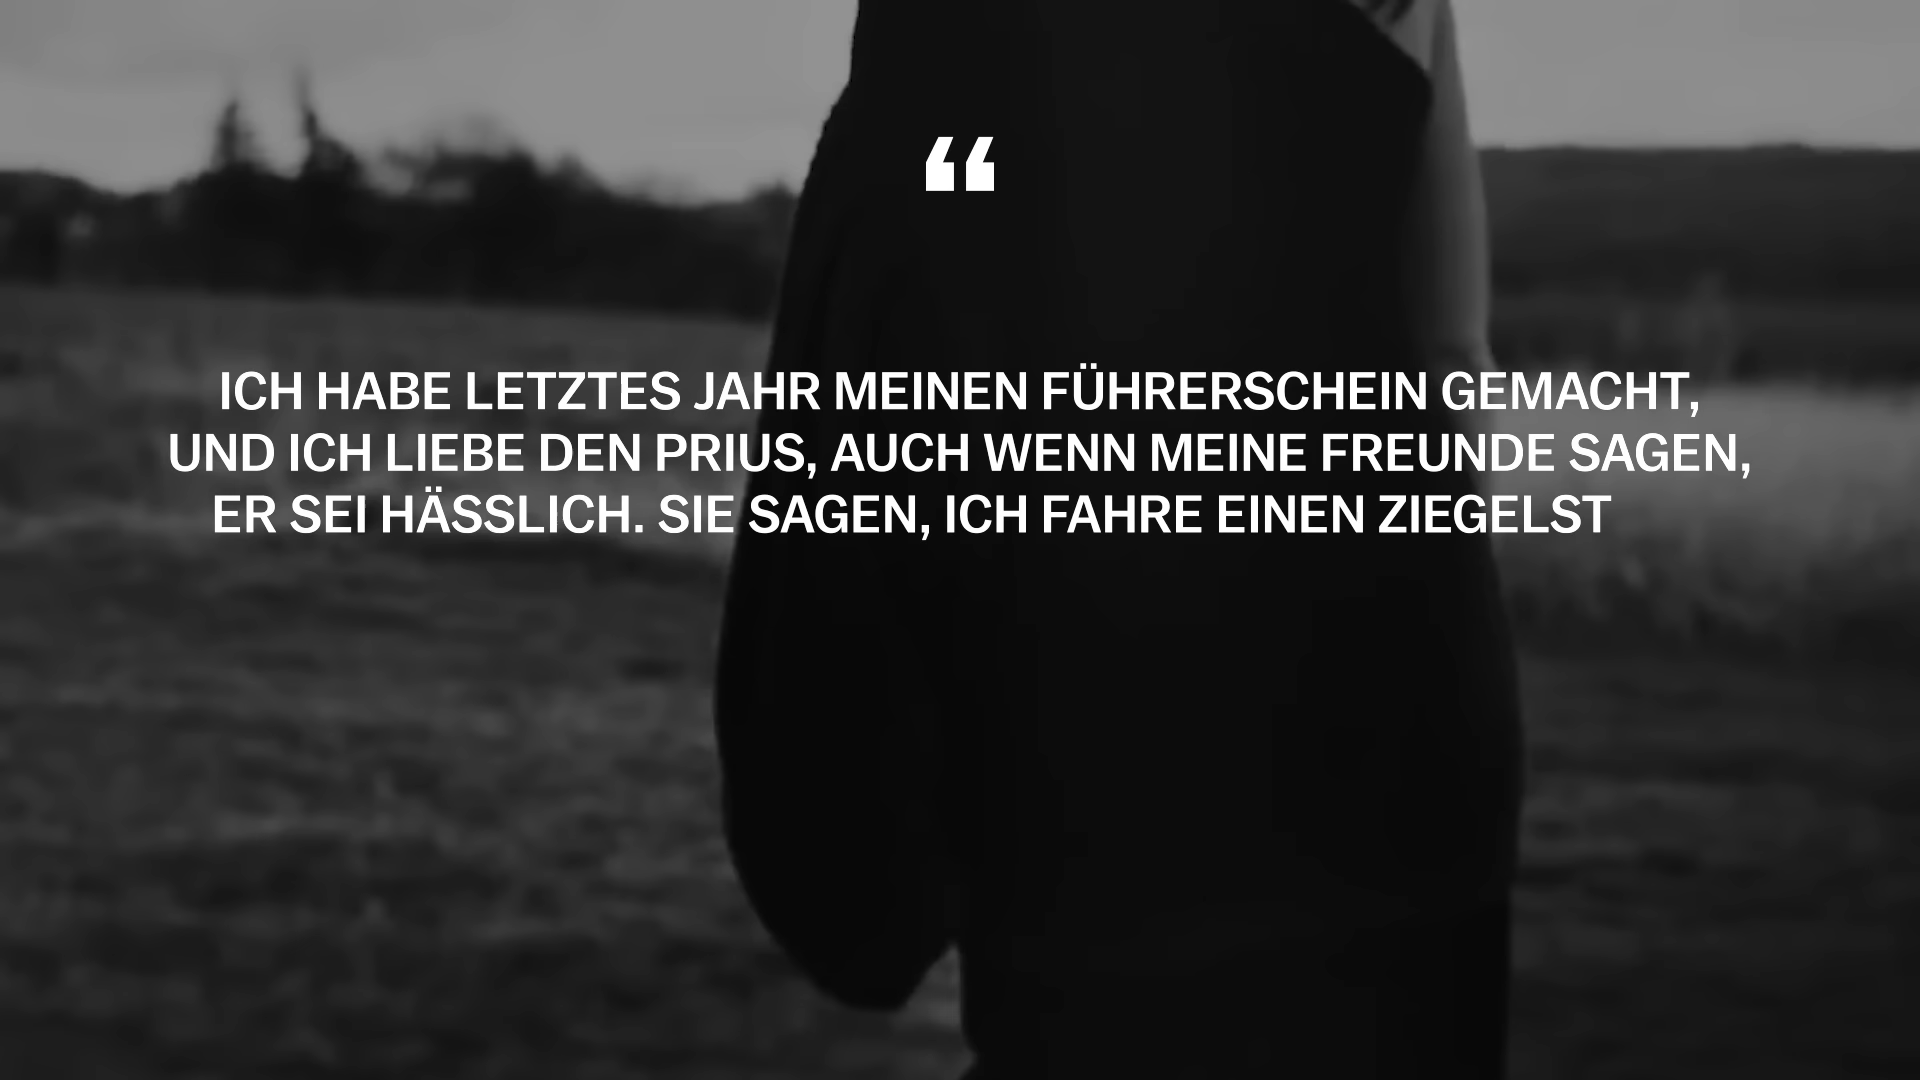 “
ICH HABE LETZTES JAHR MEINEN FÜHRERSCHEIN GEMACHT,
UND ICH LIEBE DEN PRIUS, AUCH WENN MEINE FREUNDE SAGEN,
ER SEI HÄSSLICH. SIE SAGEN, ICH FAHRE EINEN ZIEGELST